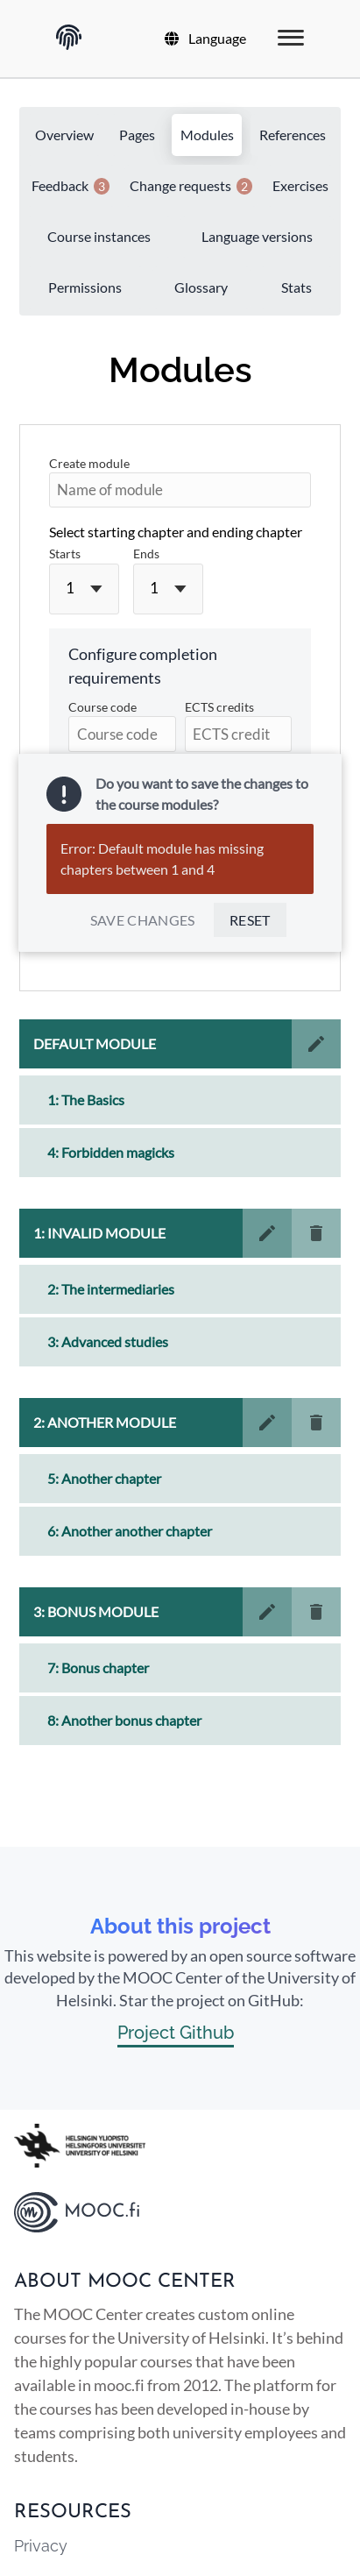 Language
Overview
Pages
Modules
References
Feedback 3
Change requests 2
Exercises
Course instances
Language versions
Permissions
Glossary
Stats
Modules
Create module
Name of module
Select starting chapter and ending chapter
Starts
Ends
1
1
Configure completion
requirements
Course code
ECTS credits
Course code
ECTS credit
Do you want to save the changes to
the course modules?
Error: Default module has missing
chapters between 1 and 4
SAVE CHANGES
RESET
DEFAULT MODULE
1: The Basics
4: Forbidden magicks
1: INVALID MODULE
2: The intermediaries
3: Advanced studies
2: ANOTHER MODULE
5: Another chapter
6: Another another chapter
3: BONUS MODULE
7: Bonus chapter
8: Another bonus chapter
About this project
This website is powered by an open source software
developed by the MOOC Center of the University of
Helsinki. Star the project on GitHub:
Project Github
HELSINGIN YLIOPISTO
HELSINGFORS UNIVERSITET
UNIVERSITY OF HELSINKI
MOOC.fi
ABOUT MOOC CENTER
The MOOC Center creates custom online
courses for the University of Helsinki. It’s behind
the highly popular courses that have been
available in mooc.fi from 2012. The platform for
the courses has been developed in-house by
teams comprising both university employees and
students.
RESOURCES
Privacy